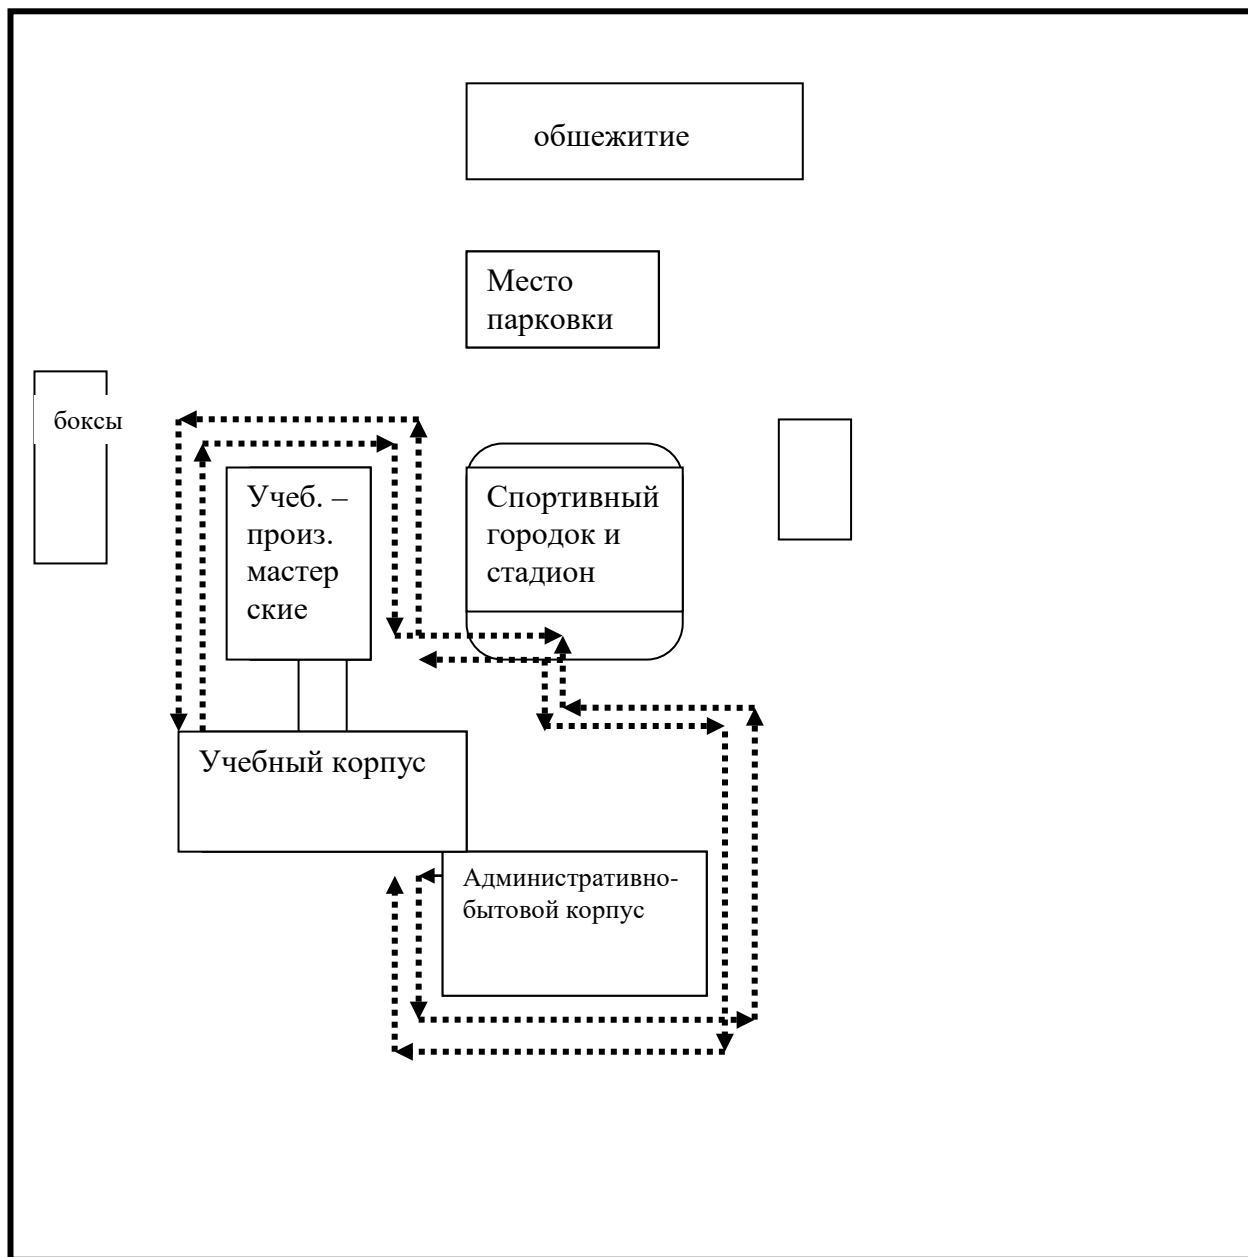 обшежитие
Место
парковки
боксы
Учеб. –
произ.
мастер
ские
Спортивный
городок и
стадион
Учебный корпус
Административно-
бытовой корпус